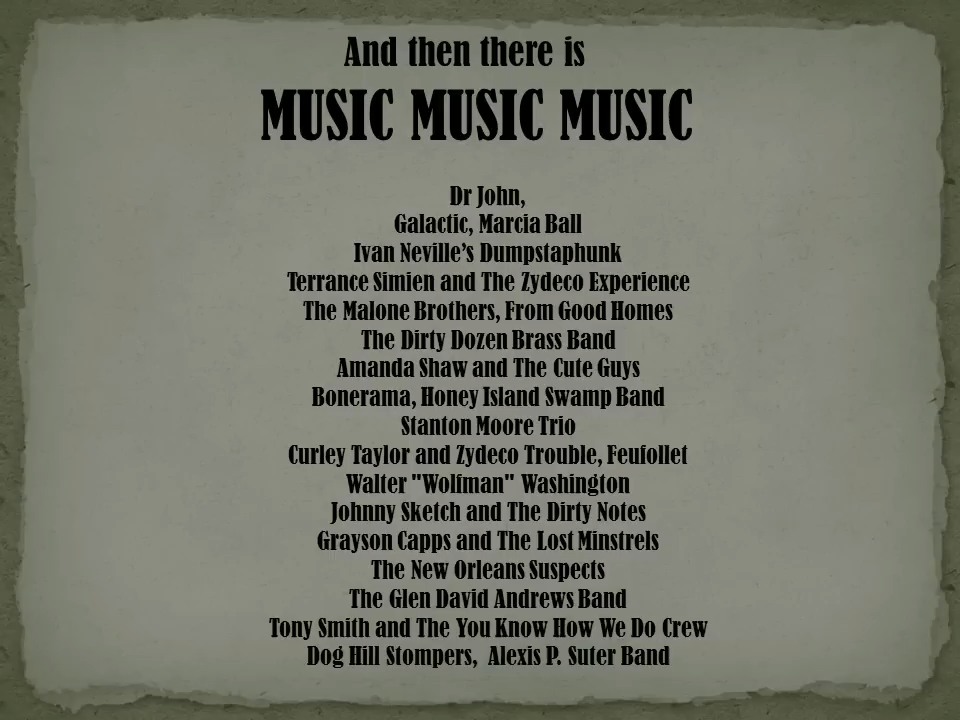 And then there is
MUSIC MUSIC MUSIC
Dr John,
Galactic, Marcia Ball
Ivan Neville's Dumpstaphunk
Terrance Simien and The Zydeco Experience
The Malone Brothers, From Good Homes
The Dirty Dozen Brass Band
Amanda Shaw and The Cute Guys
Bonerama, Honey Island Swamp Band
Stanton Moore Trio
Curley Taylor and Zydeco Trouble, Feufollet
Walter "Wolfman" Washington
Johnny Sketch and The Dirty Notes
Grayson Capps and The Lost Minstrels
The New Orleans Suspects
The Glen David Andrews Band
Tony Smith and The You Know How We Do Crew
Dog Hill Stompers, Alexis P. Suter Band